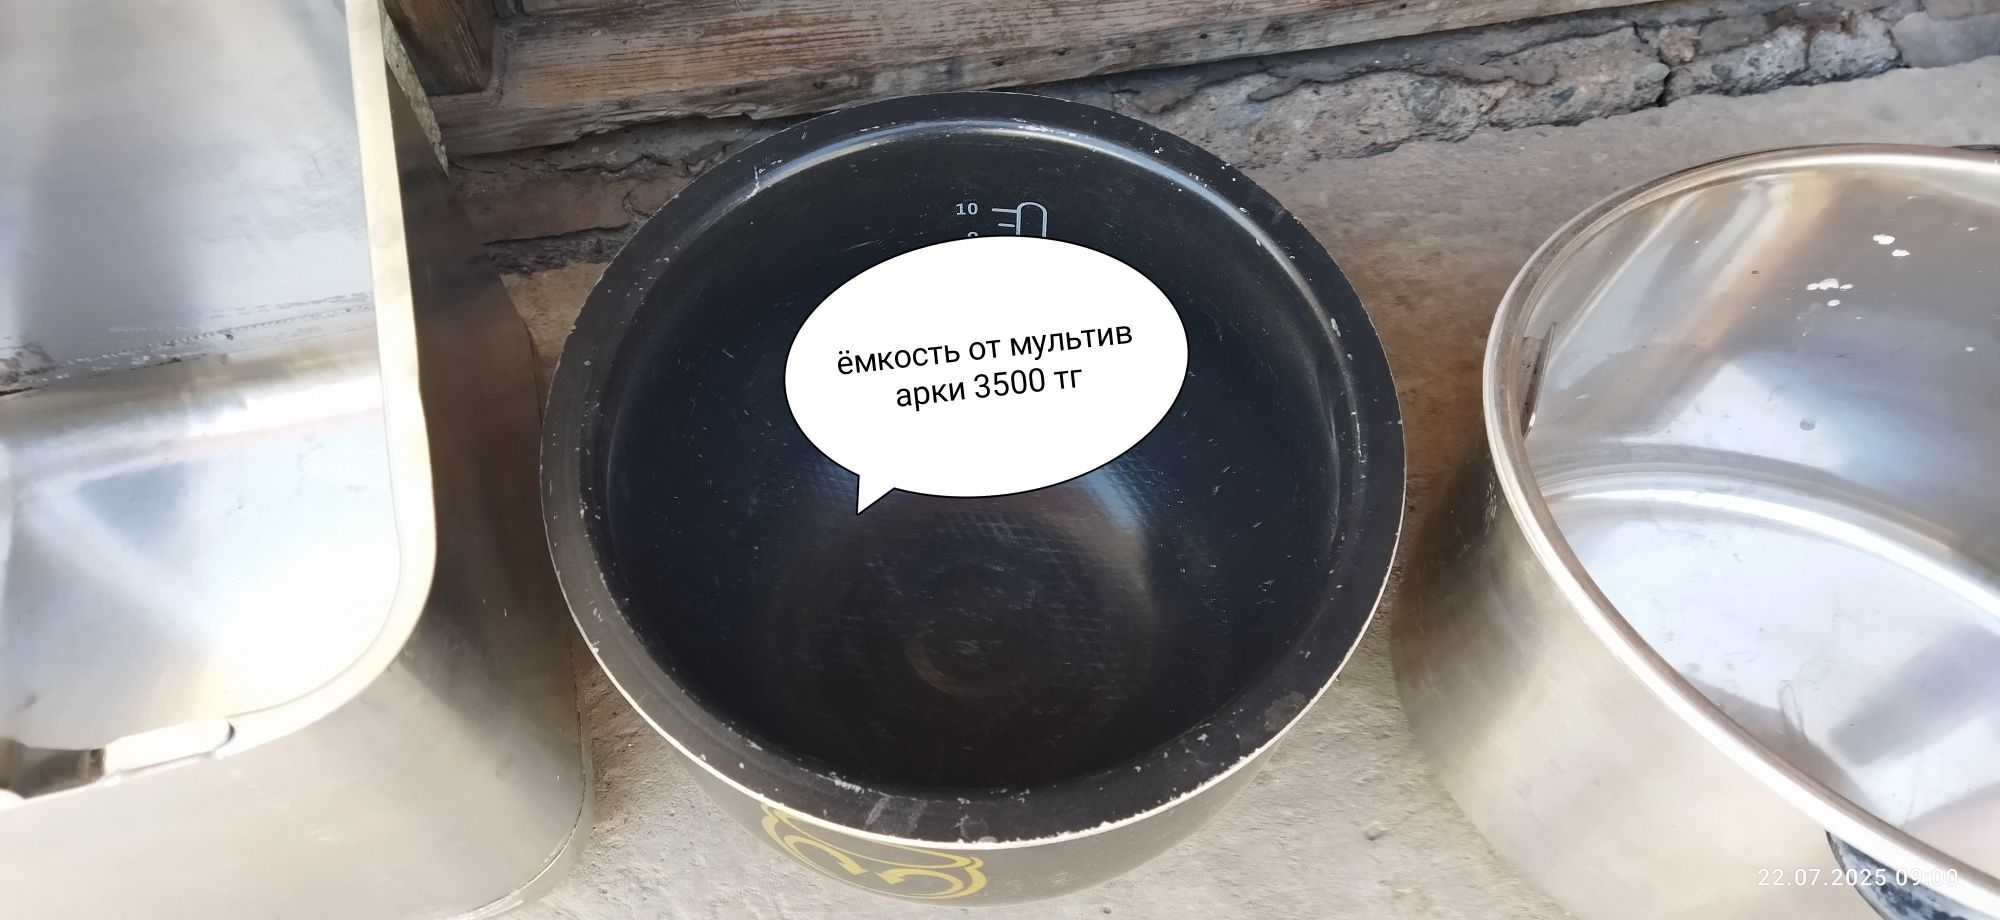 10
ёмкость от мультив
арки 3500 тг
22.07.2025 09:00